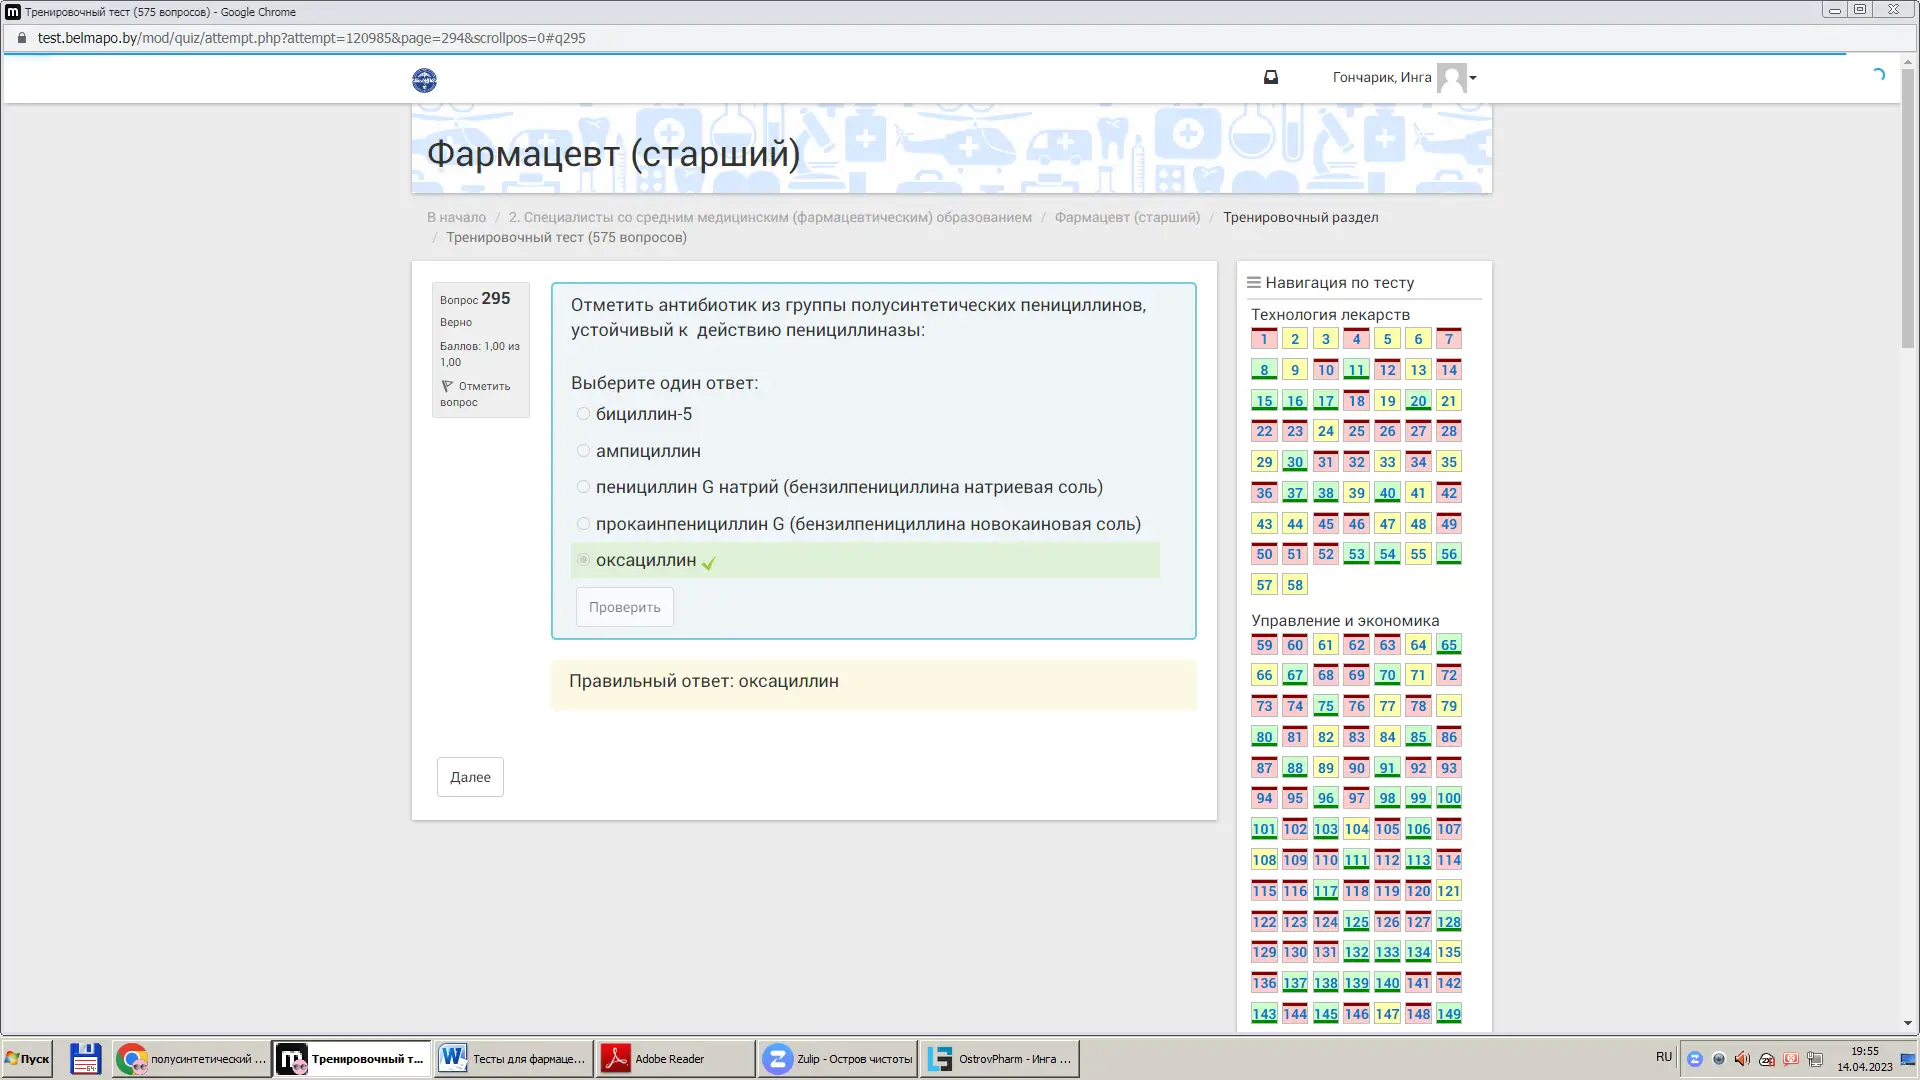 Тренировочный тест (575 вопросов) - Google Chrome
test.belmapo.by/mod/quiz/attempt.php?attempt=120985&page=294&scrollpos=0#q295
Гончарик, Инга
Фармацевт (старший)
В начало / 2. Специалисты со средним медицинским (фармацевтическим) образованием / Фармацевт (старший) / Тренировочный раздел
/ Тренировочный тест (575 вопросов)
Вопрос 295
Верно
Баллов: 1,00 из
1,00
Отметить
вопрос
Отметить антибиотик из группы полусинтетических пенициллинов,
устойчивый к действию пенициллиназы:
Выберите один ответ:
бициллин-5
ампициллин
пенициллин G натрий (бензилпенициллина натриевая соль)
прокаинпенициллин G (бензилпенициллина новокаиновая соль)
оксациллин
Проверить
Правильный ответ: оксациллин
Далее
Навигация по тесту
Технология лекарств
1 2 3 4 5 6 7
8 9 10 11 12 13 14
15 16 17 18 19 20 21
22 23 24 25 26 27 28
29 30 31 32 33 34 35
36 37 38 39 40 41 42
43 44 45 46 47 48 49
50 51 52 53 54 55 56
57 58
Управление и экономика
59 60 61 62 63 64 65
66 67 68 69 70 71 72
73 74 75 76 77 78 79
80 81 82 83 84 85 86
87 88 89 90 91 92 93
94 95 96 97 98 99 100
101 102 103 104 105 106 107
108 109 110 111 112 113 114
115 116 117 118 119 120 121
122 123 124 125 126 127 128
129 130 131 132 133 134 135
136 137 138 139 140 141 142
143 144 145 146 147 148 149
Пуск
64
полусинтетический ...
Тренировочный т...
Тесты для фармаце...
Adobe Reader
Zulip - Остров чистоты
OstrovPharm - Инга ...
RU
19:55
14.04.2023